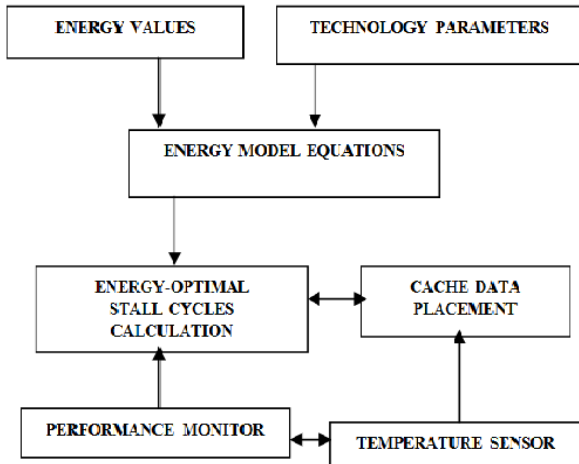 ENERGY VALUES
TECHNOLOGY PARAMETERS
ENERGY MODEL EQUATIONS
ENERGY-OPTIMAL
STALL CYCLES
CALCULATION
CACHE DATA
PLACEMENT
PERFORMANCE MONITOR
TEMPERATURE SENSOR